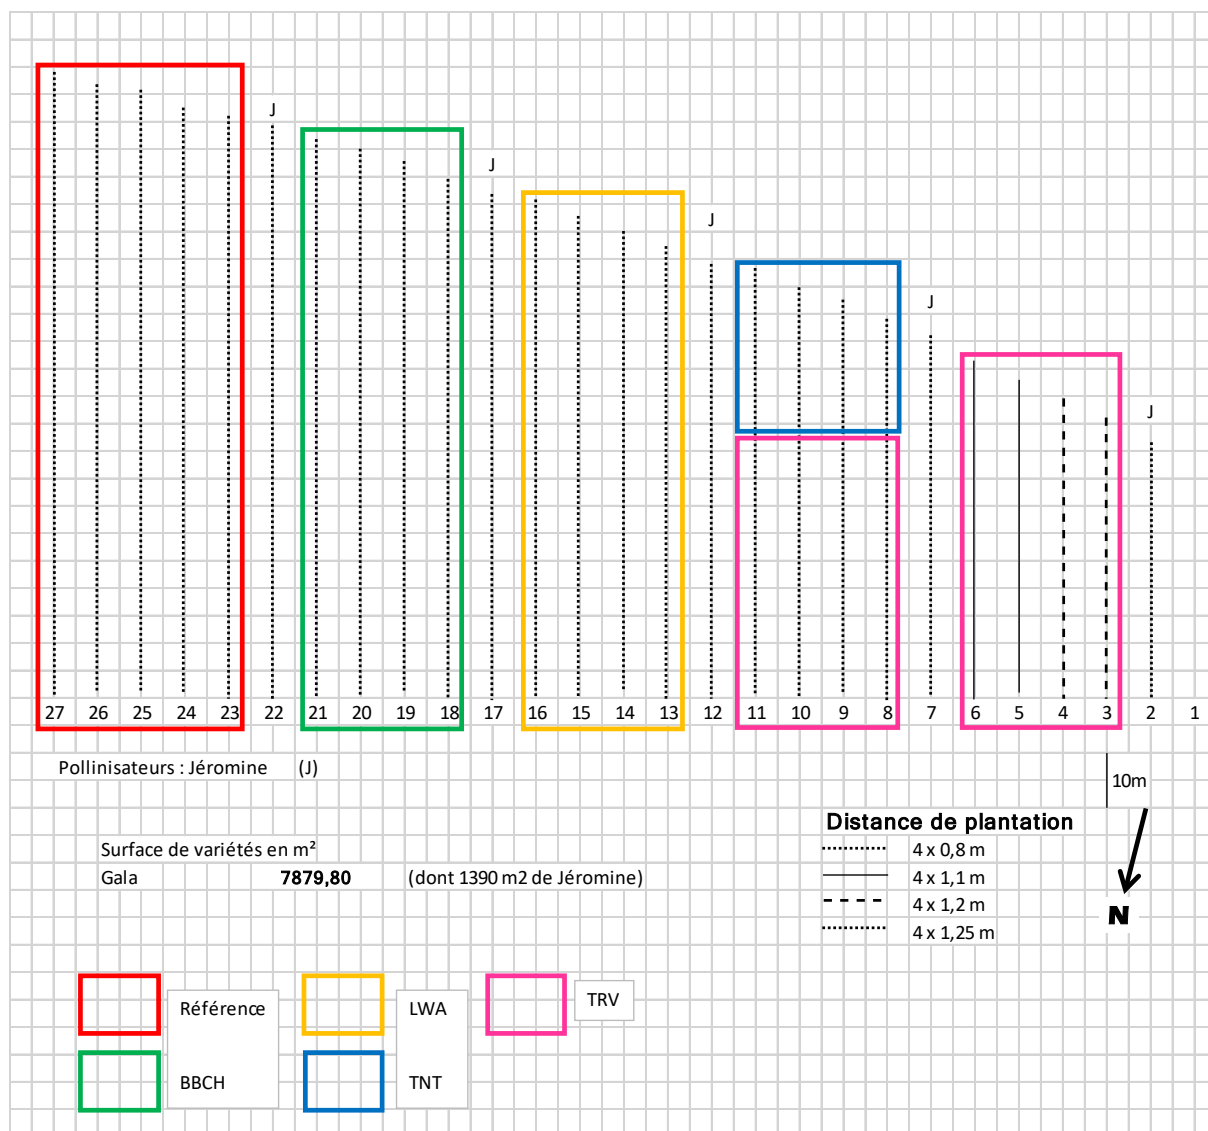 J
J
J
J
J
27 26 25 24 23 22 21 20 19 18 17 16 15 14 13 12 11 10 9 8 7 6 5 4 3 2 1
Pollinisateurs : Jéromine (J)
10m
Distance de plantation
Surface de variétés en m²
4 x 0,8 m
Gala 7879,80 (dont 1390 m2 de Jéromine)
4 x 1,1 m
4 x 1,2 m
N
4 x 1,25 m
Référence
LWA
TRV
BBCH
TNT